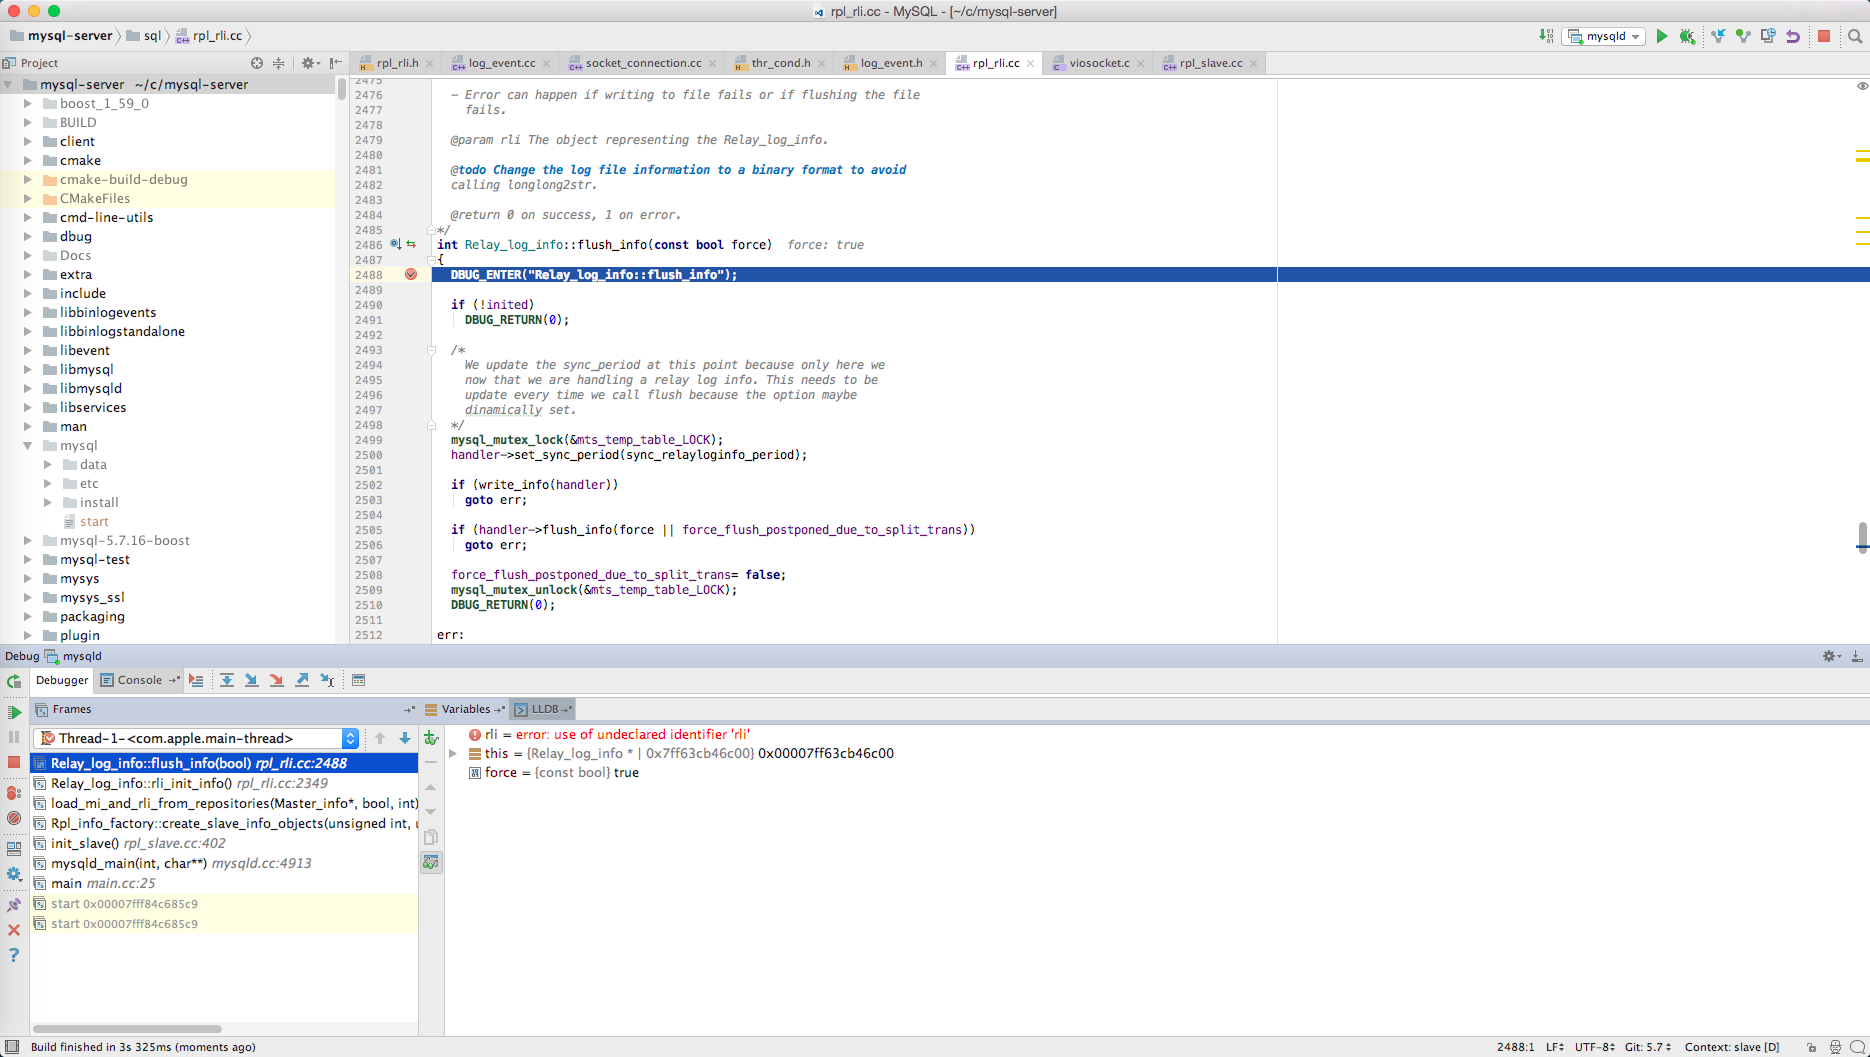 rpl_rli.cc - MySQL - [~/c/mysql-server]
mysql-server sql rpl_rli.cc
mysqld
Project
rpl_rli.h
log_event.cc
socket_connection.cc
thr_cond.h
log_event.h
rpl_rli.cc
viosocket.c
rpl_slave.cc
mysql-server ~/c/mysql-server
boost_1_59_0
BUILD
client
cmake
cmake-build-debug
CMakeFiles
cmd-line-utils
dbug
Docs
extra
include
libbinlogevents
libbinlogstandalone
libevent
libmysql
libmysqld
libservices
man
mysql
data
etc
install
start
mysql-5.7.16-boost
mysql-test
mysys
mysys_ssl
packaging
plugin
2475
2476 - Error can happen if writing to file fails or if flushing the file
2477 fails.
2478
2479 @param rli The object representing the Relay_log_info.
2480
2481 @todo Change the log file information to a binary format to avoid
2482 calling longlong2str.
2483
2484 @return 0 on success, 1 on error.
2485 */
2486 int Relay_log_info::flush_info(const bool force) force: true
2487 {
2488 DBUG_ENTER("Relay_log_info::flush_info");
2489
2490 if (!inited)
2491 DBUG_RETURN(0);
2492
2493 /*
2494 We update the sync_period at this point because only here we
2495 now that we are handling a relay log info. This needs to be
2496 update every time we call flush because the option maybe
2497 dinamically set.
2498 */
2499 mysql_mutex_lock(&mts_temp_table_LOCK);
2500 handler->set_sync_period(sync_relayloginfo_period);
2501
2502 if (write_info(handler))
2503 goto err;
2504
2505 if (handler->flush_info(force || force_flush_postponed_due_to_split_trans))
2506 goto err;
2507
2508 force_flush_postponed_due_to_split_trans= false;
2509 mysql_mutex_unlock(&mts_temp_table_LOCK);
2510 DBUG_RETURN(0);
2511
2512 err:
Debug mysqld
Debugger Console
Frames
Thread-1-<com.apple.main-thread>
Relay_log_info::flush_info(bool) rpl_rli.cc:2488
Relay_log_info::rli_init_info() rpl_rli.cc:2349
load_mi_and_rli_from_repositories(Master_info*, bool, int)
Rpl_info_factory::create_slave_info_objects(unsigned int,
init_slave() rpl_slave.cc:402
mysqld_main(int, char**) mysqld.cc:4913
main main.cc:25
start 0x00007fff84c685c9
start 0x00007fff84c685c9
Variables LLDB
rli = error: use of undeclared identifier 'rli'
this = {Relay_log_info * | 0x7ff63cb46c00} 0x00007ff63cb46c00
force = {const bool} true
Build finished in 3s 325ms (moments ago)
2488:1 LF UTF-8 Git: 5.7 Context: slave [D]